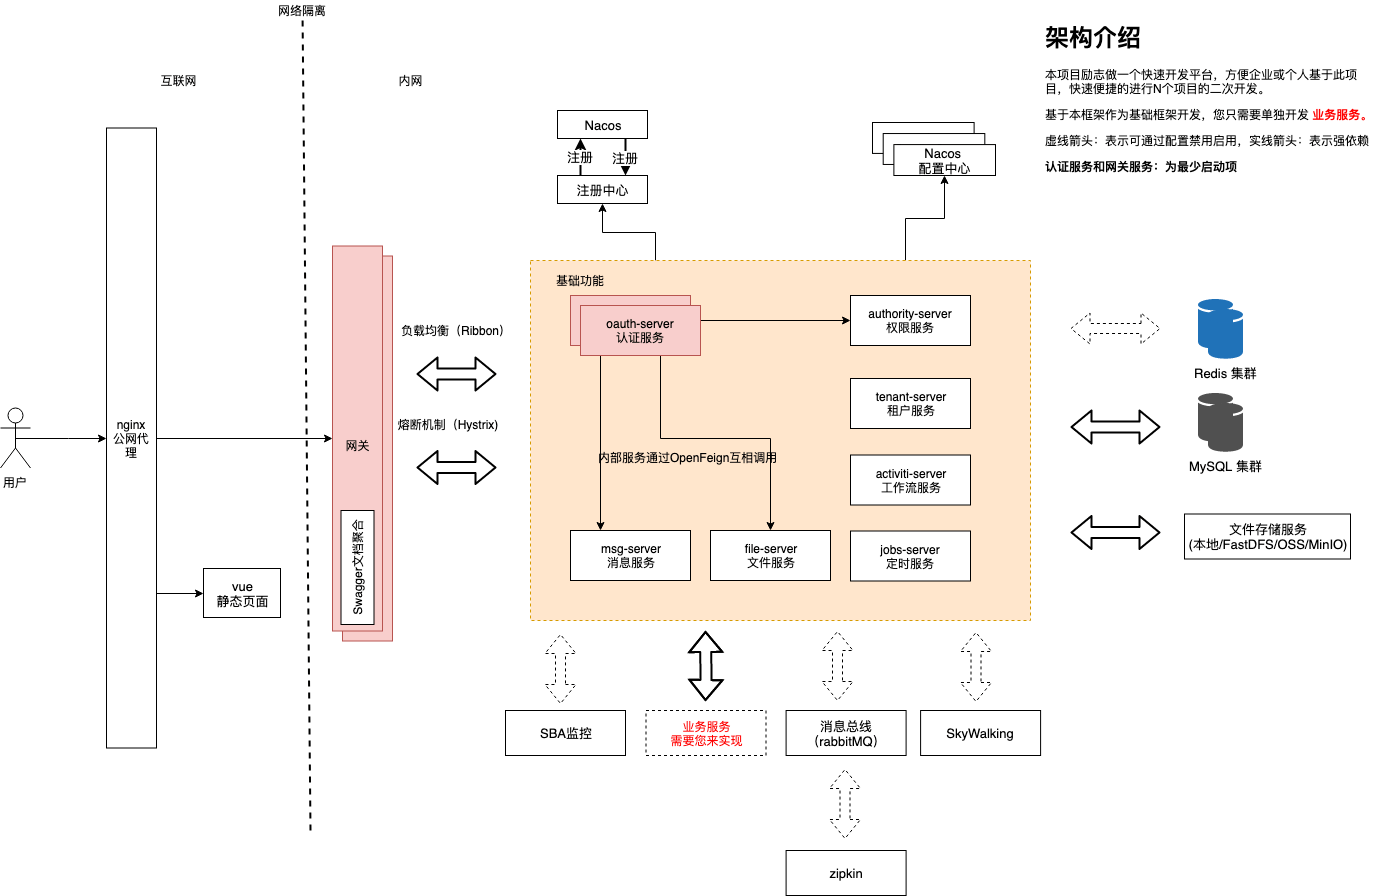 网络隔离
互联网
内网
架构介绍
本项目励志做一个快速开发平台，方便企业或个人基于此项
目，快速便捷的进行N个项目的二次开发。
基于本框架作为基础框架开发，您只需要单独开发 业务服务。
虚线箭头：表示可通过配置禁用启用，实线箭头：表示强依赖
认证服务和网关服务：为最少启动项
Nacos
注册
注册
注册中心
Nacos
配置中心
基础功能
oauth-server
认证服务
authority-server
权限服务
tenant-server
租户服务
activiti-server
工作流服务
jobs-server
定时服务
内部服务通过OpenFeign互相调用
msg-server
消息服务
file-server
文件服务
负载均衡（Ribbon）
熔断机制（Hystrix)
用户
nginx
公网代
理
网关
Swagger文档聚合
vue
静态页面
Redis 集群
MySQL 集群
文件存储服务
(本地/FastDFS/OSS/MinIO)
SBA监控
业务服务
需要您来实现
消息总线
（rabbitMQ）
SkyWalking
zipkin